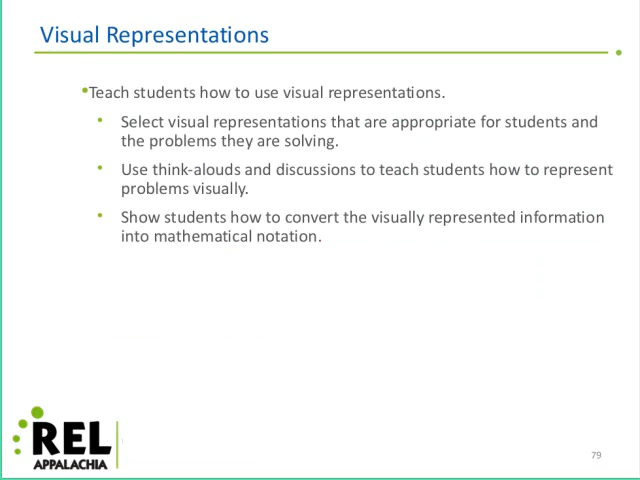 Visual Representations
•Teach students how to use visual representations.
• Select visual representations that are appropriate for students and
the problems they are solving.
• Use think-alouds and discussions to teach students how to represent
problems visually.
• Show students how to convert the visually represented information
into mathematical notation.
REL
APPALACHIA
79